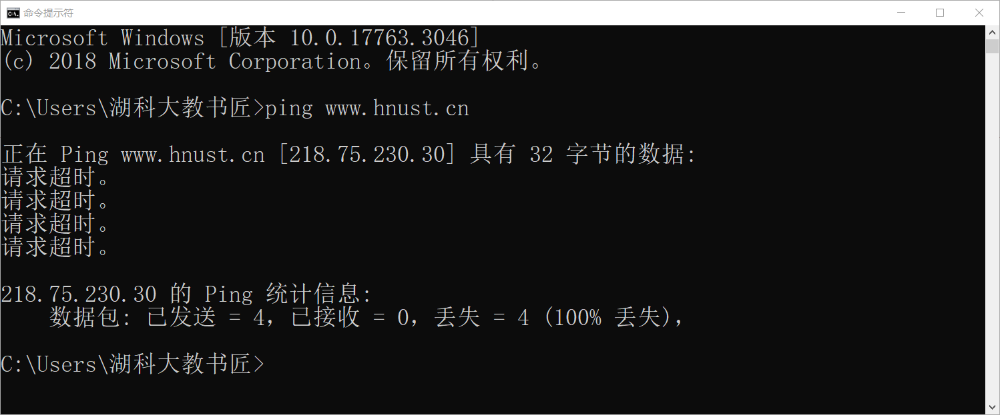 命令提示符
Microsoft Windows [版本 10.0.17763.3046]
(c) 2018 Microsoft Corporation。保留所有权利。
C:\Users\湖科大教书匠>ping www.hnust.cn
正在 Ping www.hnust.cn [218.75.230.30] 具有 32 字节的数据:
请求超时。
请求超时。
请求超时。
请求超时。
218.75.230.30 的 Ping 统计信息:
    数据包: 已发送 = 4，已接收 = 0，丢失 = 4 (100% 丢失)，
C:\Users\湖科大教书匠>